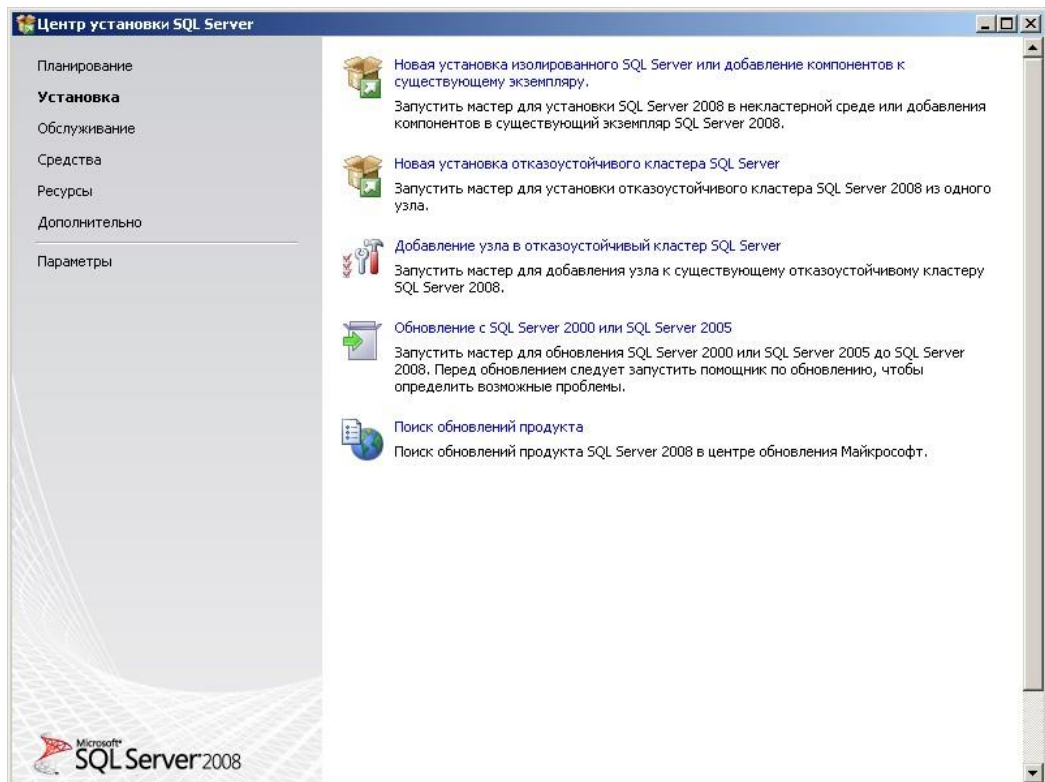 Центр установки SQL Server
Планирование
Установка
Обслуживание
Средства
Ресурсы
Дополнительно
Параметры
Новая установка изолированного SQL Server или добавление компонентов к
существующему экземпляру.
Запустить мастер для установки SQL Server 2008 в некластерной среде или добавления
компонентов в существующий экземпляр SQL Server 2008.
Новая установка отказоустойчивого кластера SQL Server
Запустить мастер для установки отказоустойчивого кластера SQL Server 2008 из одного
узла.
Добавление узла в отказоустойчивый кластер SQL Server
Запустить мастер для добавления узла к существующему отказоустойчивому кластеру
SQL Server 2008.
Обновление с SQL Server 2000 или SQL Server 2005
Запустить мастер для обновления SQL Server 2000 или SQL Server 2005 до SQL Server
2008. Перед обновлением следует запустить помощник по обновлению, чтобы
определить возможные проблемы.
Поиск обновлений продукта
Поиск обновлений продукта SQL Server 2008 в центре обновления Майкрософт.
Microsoft
SQL Server 2008